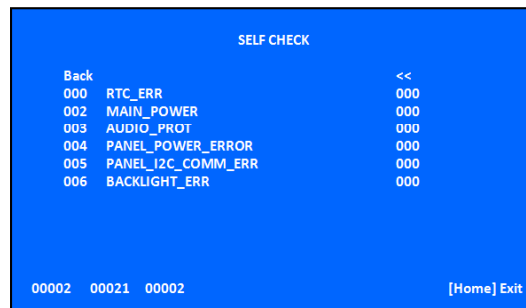 SELF CHECK
Back <<
000 RTC_ERR 000
002 MAIN_POWER 000
003 AUDIO_PROT 000
004 PANEL_POWER_ERROR 000
005 PANEL_I2C_COMM_ERR 000
006 BACKLIGHT_ERR 000
00002 00021 00002 [Home] Exit